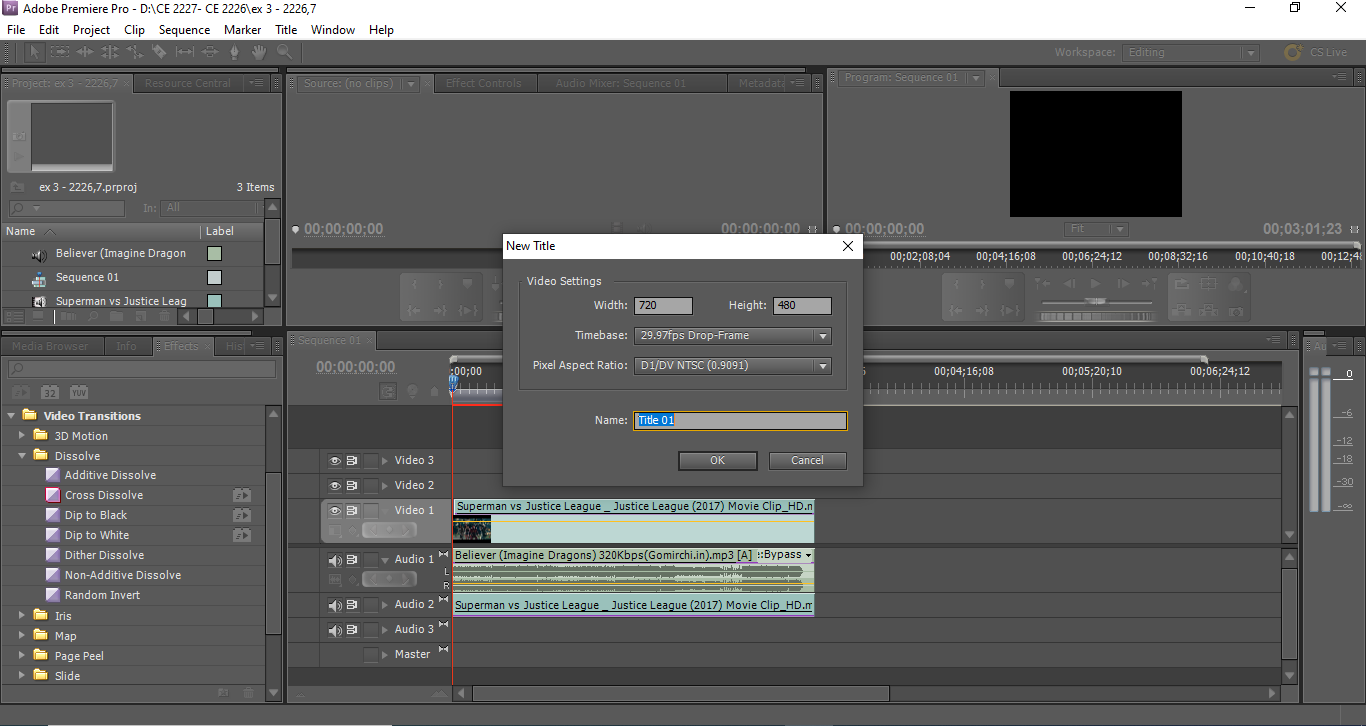 Pr Adobe Premiere Pro - D:\CE 2227- CE 2226\ex 3 - 2226,7
File Edit Project Clip Sequence Marker Title Window Help
Workspace: Editing CS Live
Project: ex 3 - 2226,7 Resource Central
Source: (no clips) Effect Controls Audio Mixer: Sequence 01 Metadata
Program: Sequence 01
ex 3 - 2226,7.prproj 3 Items
In: All
Name Label
Believer (Imagine Dragon
Sequence 01
Superman vs Justice Leag
00;00;00;00 00;00;00;00
00;00;00;00 Fit 00;03;01;23
00;02;08;04 00;04;16;08 00;06;24;12 00;08;32;16 00;10;40;18 00;12;4
New Title
Video Settings
Width: 720 Height: 480
Timebase: 29.97fps Drop-Frame
Pixel Aspect Ratio: D1/DV NTSC (0.9091)
Name: Title 01
OK Cancel
Media Browser Info Effects His
32 YUV
Video Transitions
3D Motion
Dissolve
Additive Dissolve
Cross Dissolve
Dip to Black
Dip to White
Dither Dissolve
Non-Additive Dissolve
Random Invert
Iris
Map
Page Peel
Slide
Sequence 01
00;00;00;00
;00;00 00;04;16;08 00;05;20;10 00;06;24;12
Video 3
Video 2
Video 1 Superman vs Justice League _ Justice League (2017) Movie Clip_HD.m
Audio 1 Believer (Imagine Dragons) 320Kbps(Gomirchi.in).mp3 [A] ::Bypass
L
R
Audio 2 Superman vs Justice League _ Justice League (2017) Movie Clip_HD.m
Audio 3
Master
Au
0
-6
-12
-18
-30
-∞